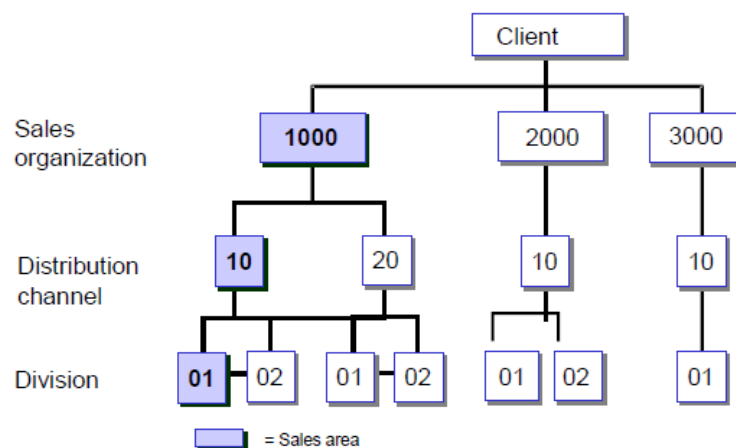 Client
Sales
organization
1000
2000
3000
Distribution
channel
10
20
10
10
Division
01
02
01
02
01
02
01
= Sales area